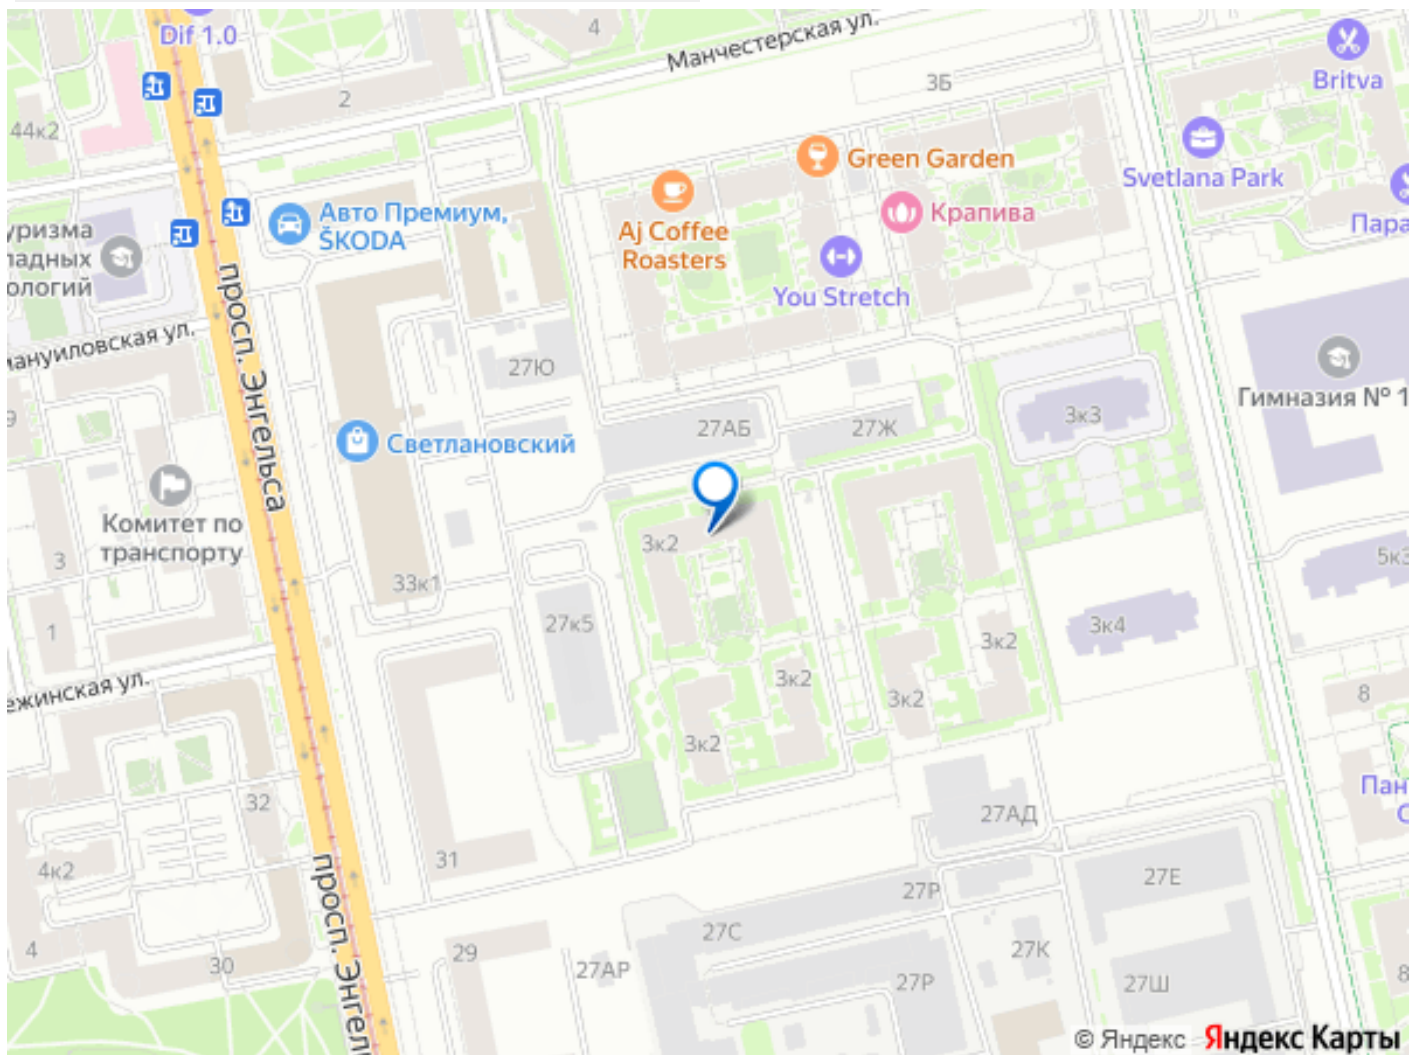 Dif 1.0
4
Манчестерская ул.
3Б
Britva
2
44к2
Green Garden
Svetlana Park
Авто Премиум,
ŠKODA
Aj Coffee
Roasters
Крапива
Пара
уризма
ладных
ологий
You Stretch
просп. Энгельса
мануиловская ул.
27Ю
Гимназия № 1
9
Светлановский
27АБ
27Ж
3к3
Комитет по
транспорту
3
33к1
3к2
5к3
1
27к5
3к4
3к2
ежинская ул.
3к2
3к2
8
3к2
32
27АД
Пан
С
4к2
31
просп. Энгель
27Р
27Е
27С
4
30
29
27АР
27К
27Р
27Ш
8
© Яндекс Яндекс Карты